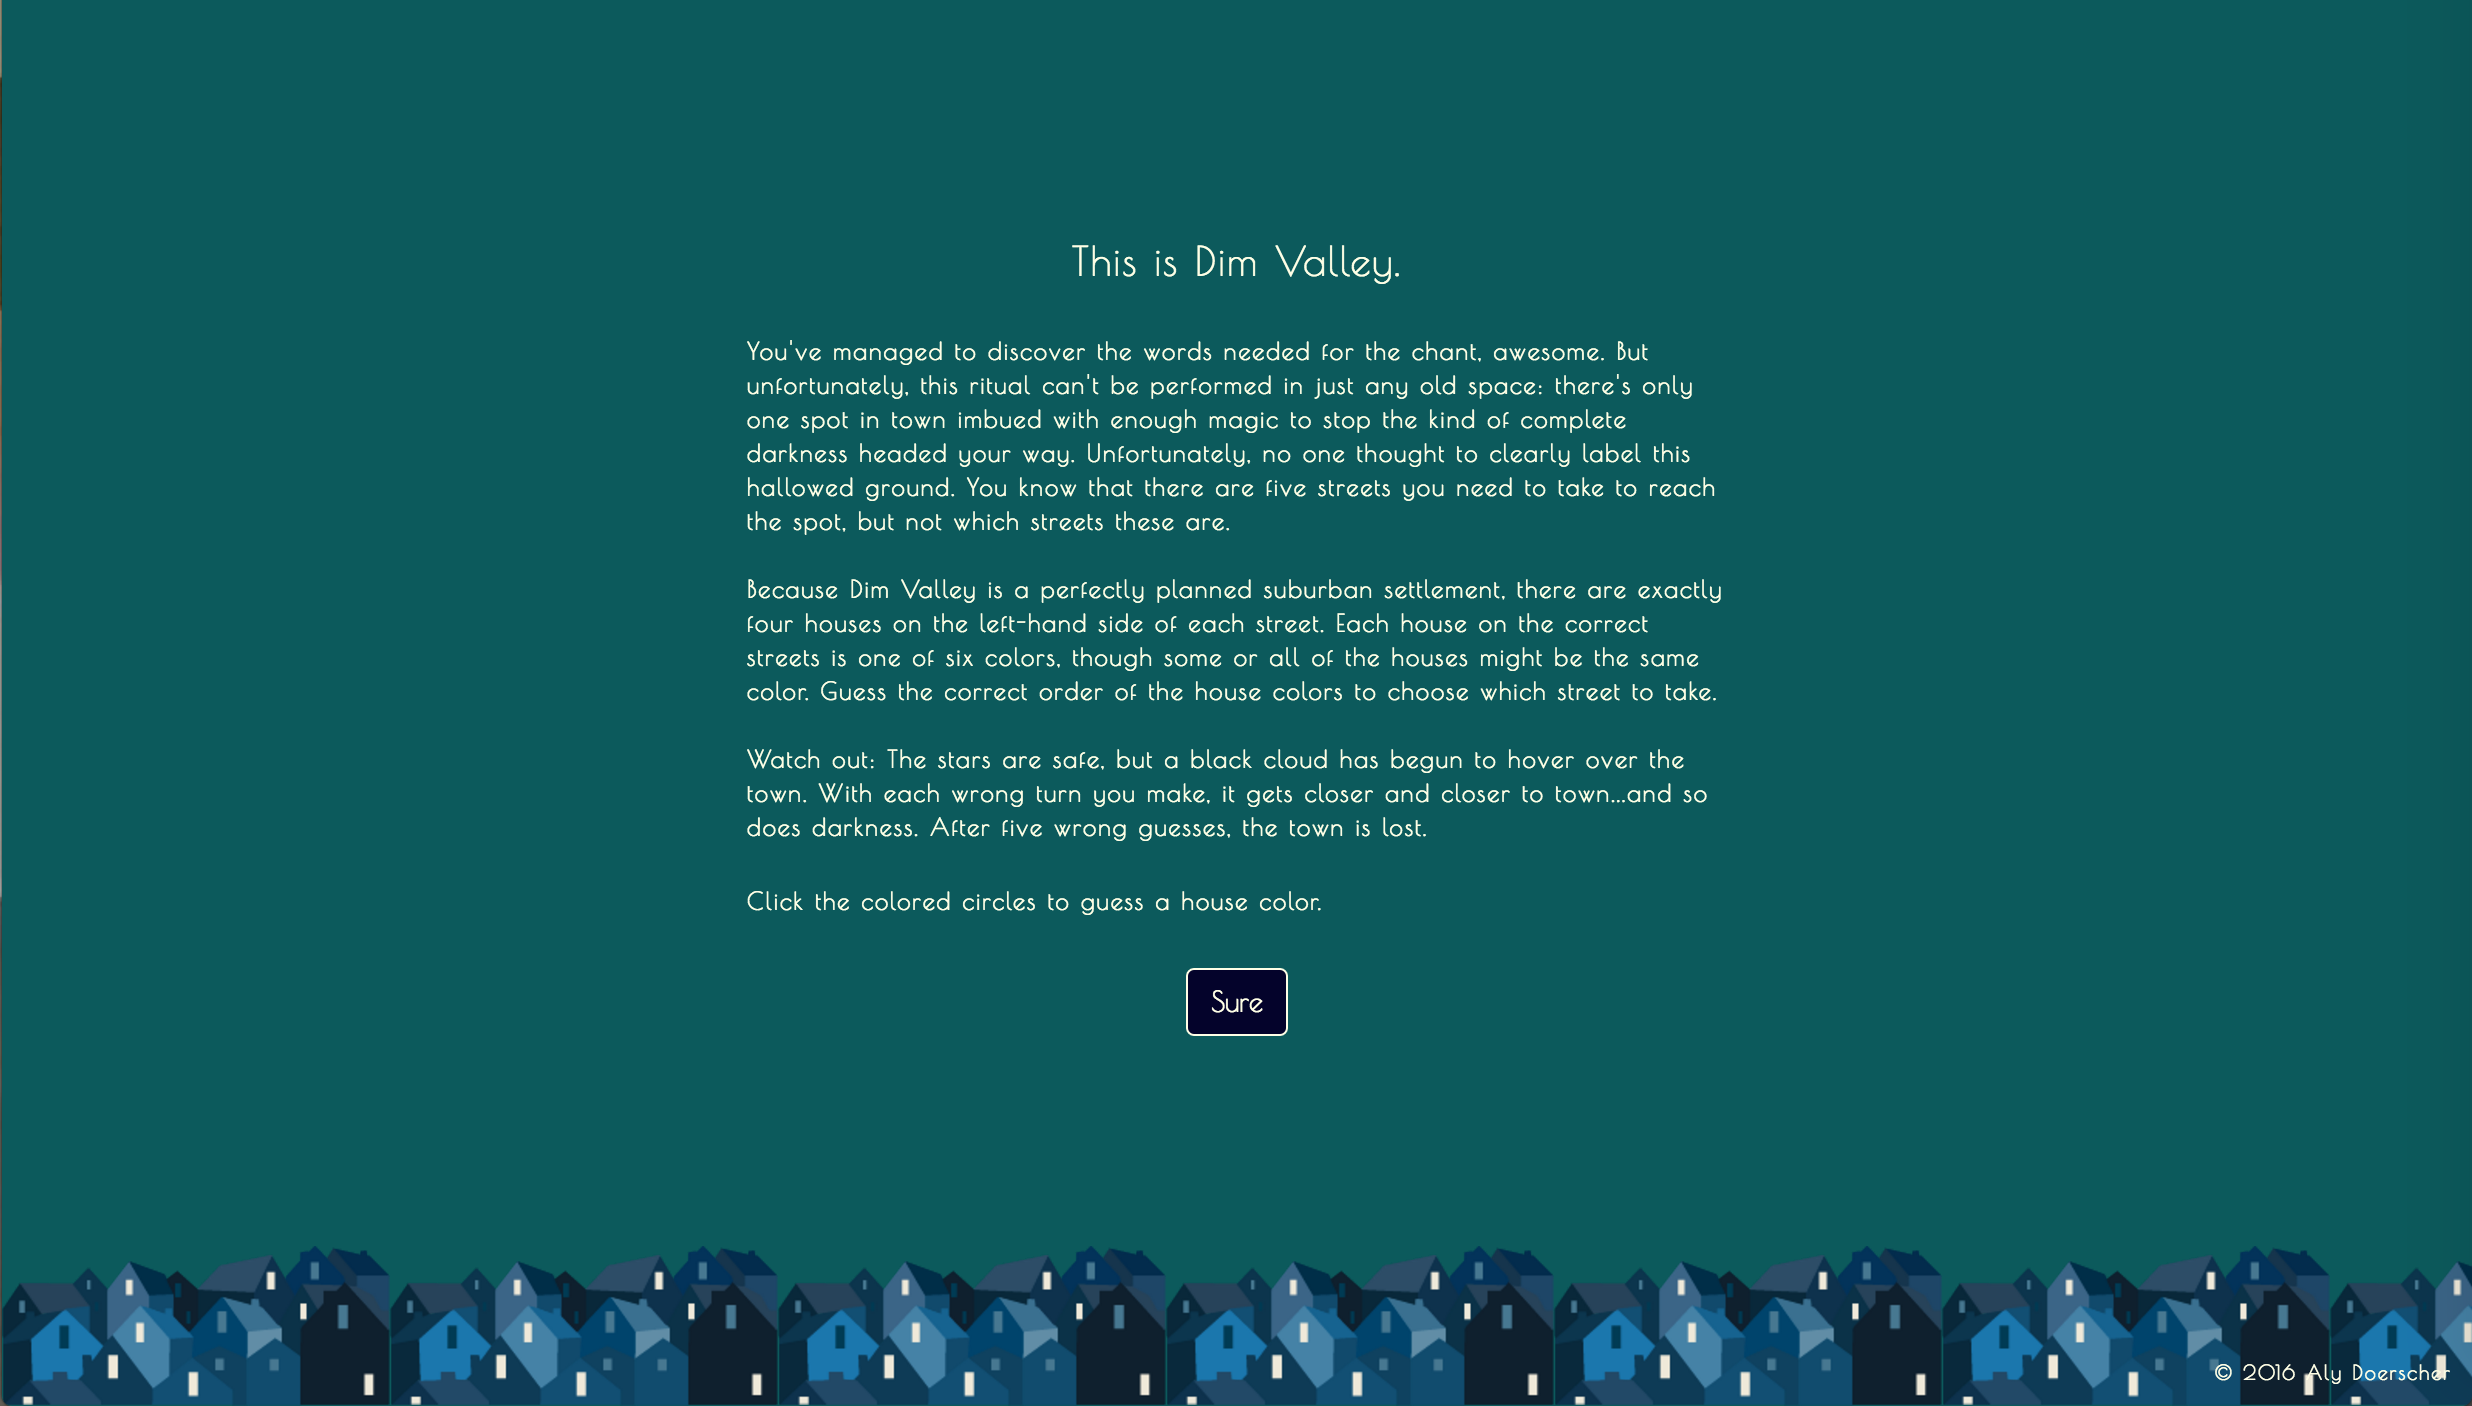 This is Dim Valley.
You've managed to discover the words needed for the chant, awesome. But
unfortunately, this ritual can't be performed in just any old space: there's only
one spot in town imbued with enough magic to stop the kind of complete
darkness headed your way. Unfortunately, no one thought to clearly label this
hallowed ground. You know that there are five streets you need to take to reach
the spot, but not which streets these are.
Because Dim Valley is a perfectly planned suburban settlement, there are exactly
four houses on the left-hand side of each street. Each house on the correct
streets is one of six colors, though some or all of the houses might be the same
color. Guess the correct order of the house colors to choose which street to take.
Watch out: The stars are safe, but a black cloud has begun to hover over the
town. With each wrong turn you make, it gets closer and closer to town...and so
does darkness. After five wrong guesses, the town is lost.
Click the colored circles to guess a house color.
Sure
© 2016 Aly Doerscher